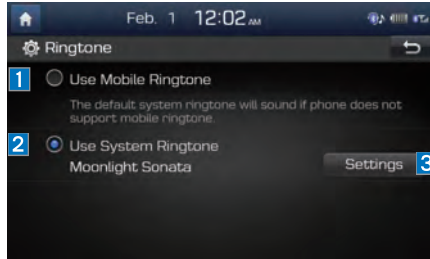 Feb. 1 12:02 AM
Ringtone
1 Use Mobile Ringtone
The default system ringtone will sound if phone does not
support mobile ringtone.
2 Use System Ringtone
Moonlight Sonata
Settings 3